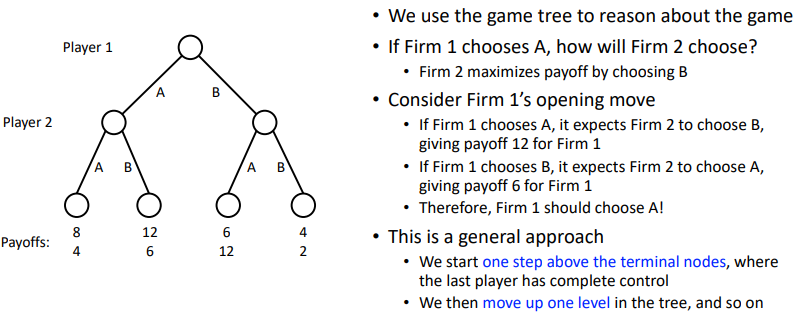 Player 1
A B
Player 2
A B A B
Payoffs:
8 12 6 4
4 6 12 2
• We use the game tree to reason about the game
• If Firm 1 chooses A, how will Firm 2 choose?
• Firm 2 maximizes payoff by choosing B
• Consider Firm 1's opening move
• If Firm 1 chooses A, it expects Firm 2 to choose B,
giving payoff 12 for Firm 1
• If Firm 1 chooses B, it expects Firm 2 to choose A,
giving payoff 6 for Firm 1
• Therefore, Firm 1 should choose A!
• This is a general approach
• We start one step above the terminal nodes, where
the last player has complete control
• We then move up one level in the tree, and so on